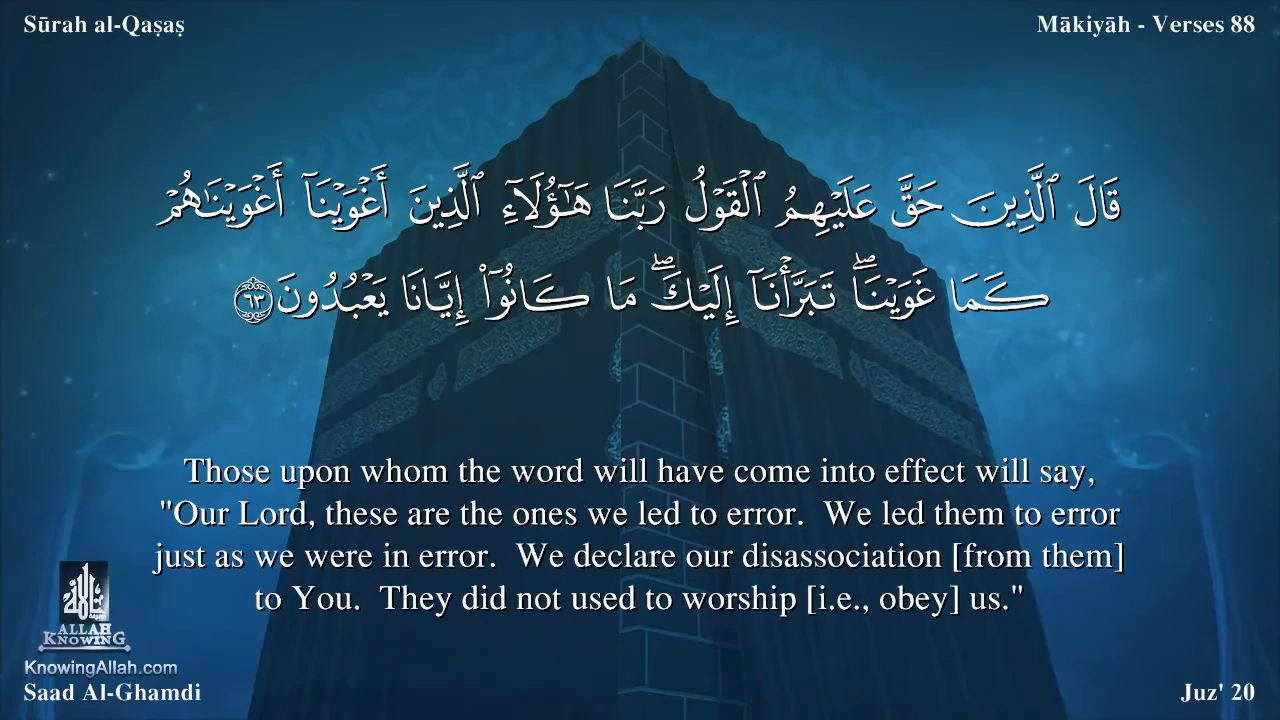 Sūrah al-Qaṣaṣ
Mākiyāh - Verses 88
قَالَ ٱلَّذِينَ حَقَّ عَلَيْهِمُ ٱلْقَوْلُ رَبَّنَا هَـٰٓؤُلَآءِ ٱلَّذِينَ أَغْوَيْنَآ أَغْوَيْنَـٰهُمْ
كَمَا غَوَيْنَا ۖ تَبَرَّأْنَآ إِلَيْكَ ۖ مَا كَانُوٓا۟ إِيَّانَا يَعْبُدُونَ ٦٣
Those upon whom the word will have come into effect will say,
"Our Lord, these are the ones we led to error.  We led them to error
just as we were in error.  We declare our disassociation [from them]
to You.  They did not used to worship [i.e., obey] us."
ALLAH
KNOWING
KnowingAllah.com
Saad Al-Ghamdi
Juz' 20